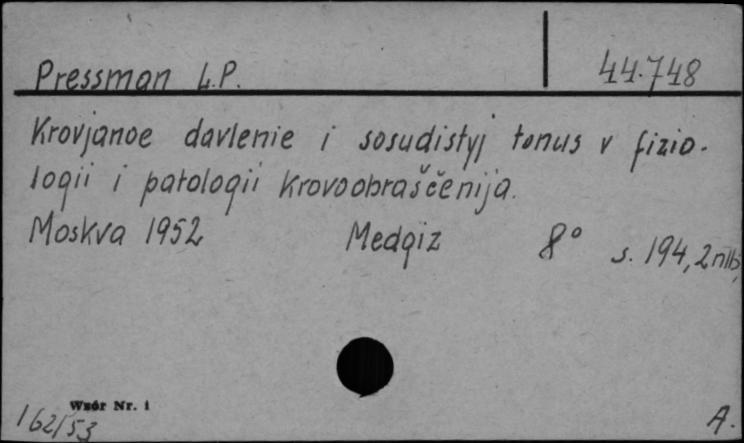 Pressman L.P. 44.748
Krovjanoe davlenie i sosudistyj tonus v fizio-
logii i patologii krovoobraščenija.
Moskva 1952 Medgiz 8° s. 194, 2 nlb,
Wzór Nr. 1
162/53 A.